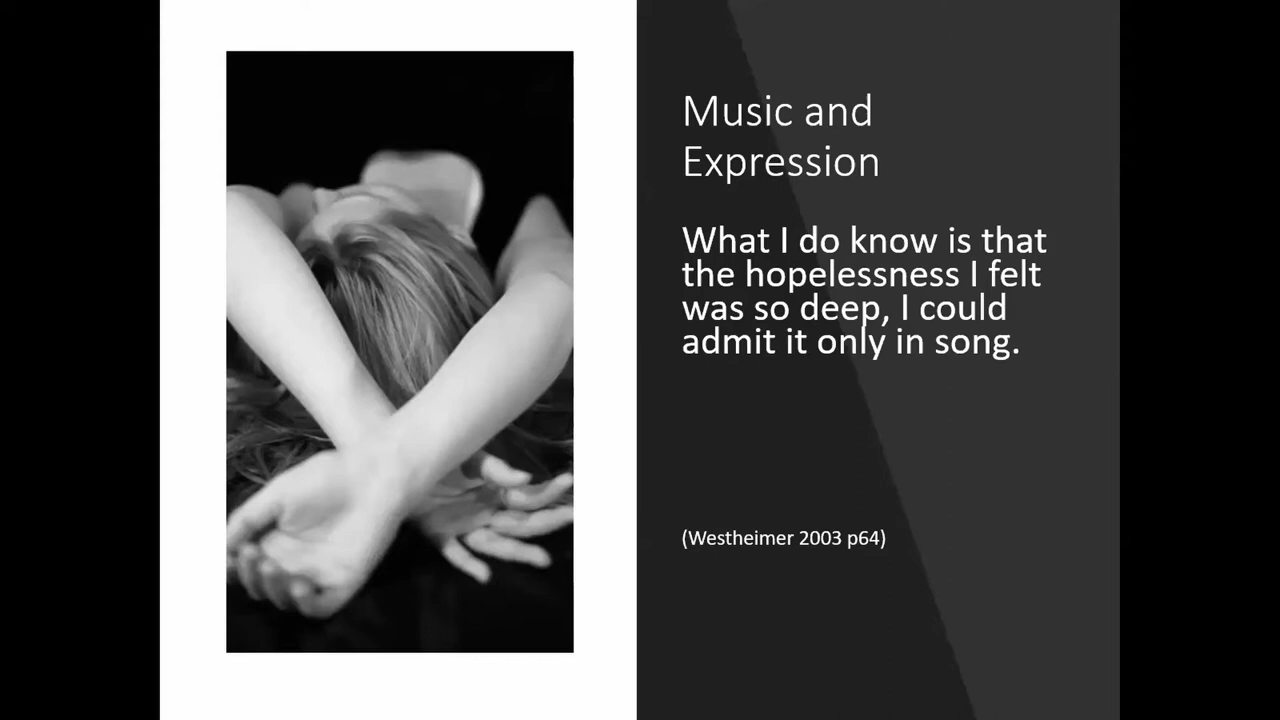 Music and
Expression
What I do know is that
the hopelessness I felt
was so deep, I could
admit it only in song.
(Westheimer 2003 p64)